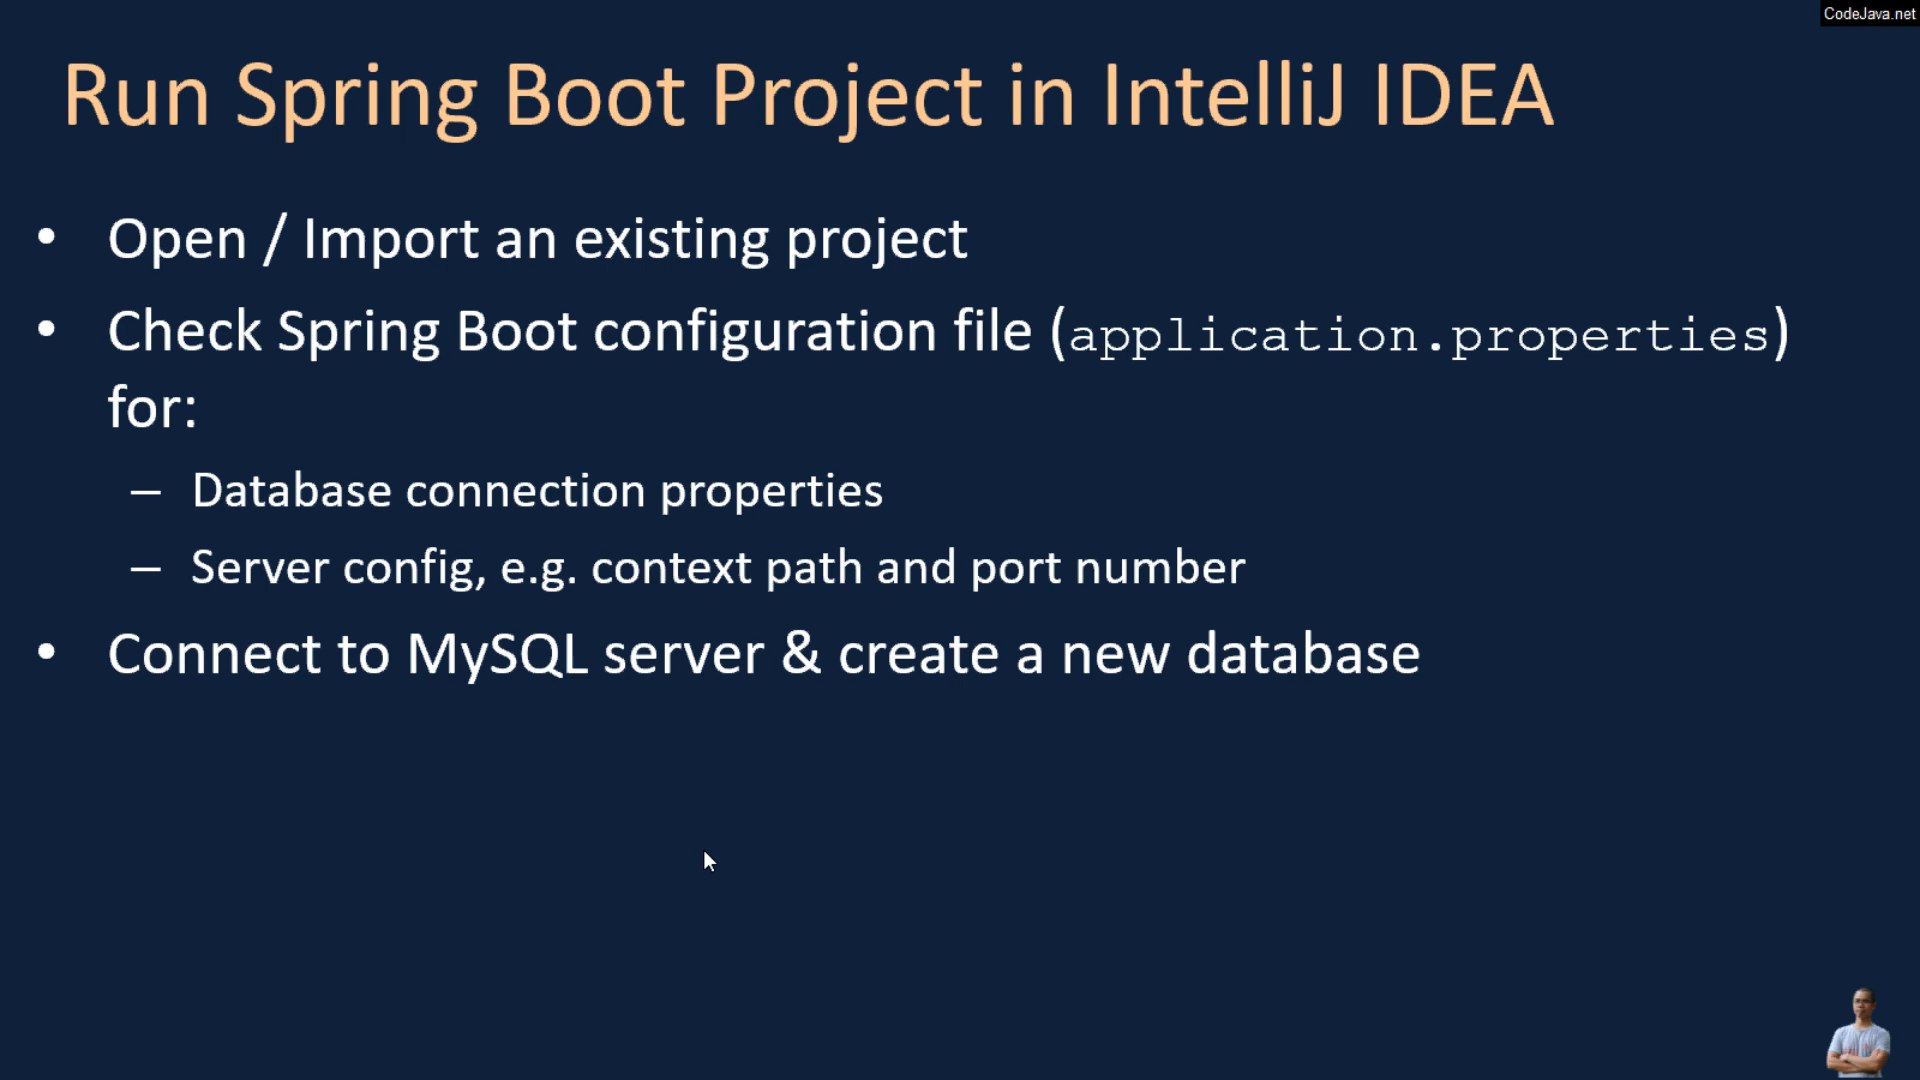 CodeJava.net
Run Spring Boot Project in IntelliJ IDEA
• Open / Import an existing project
• Check Spring Boot configuration file (application.properties)
for:
– Database connection properties
– Server config, e.g. context path and port number
• Connect to MySQL server & create a new database